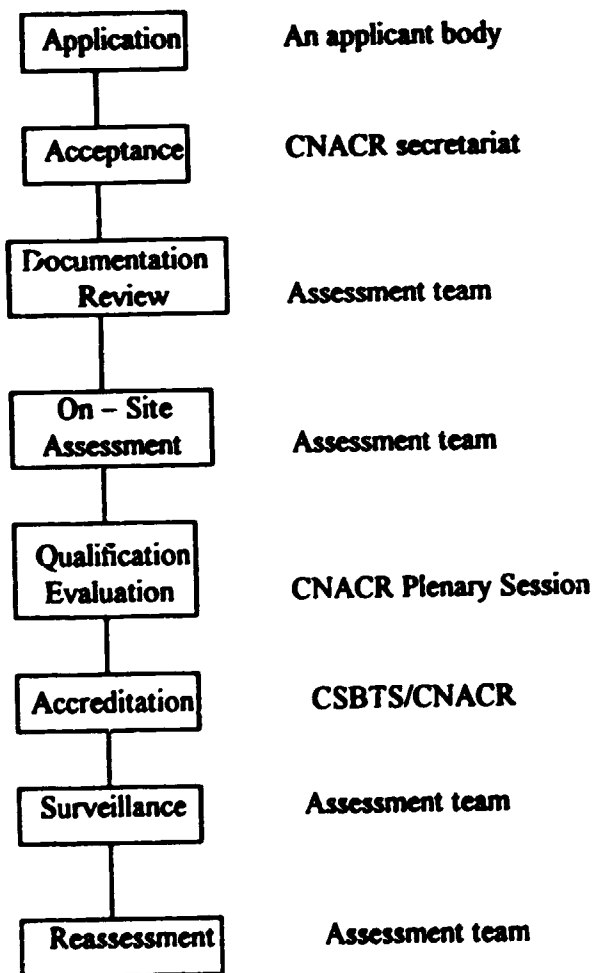 Application An applicant body
Acceptance CNACR secretariat
Documentation
Review Assessment team
On – Site
Assessment Assessment team
Qualification
Evaluation CNACR Plenary Session
Accreditation CSBTS/CNACR
Surveillance Assessment team
Reassessment Assessment team